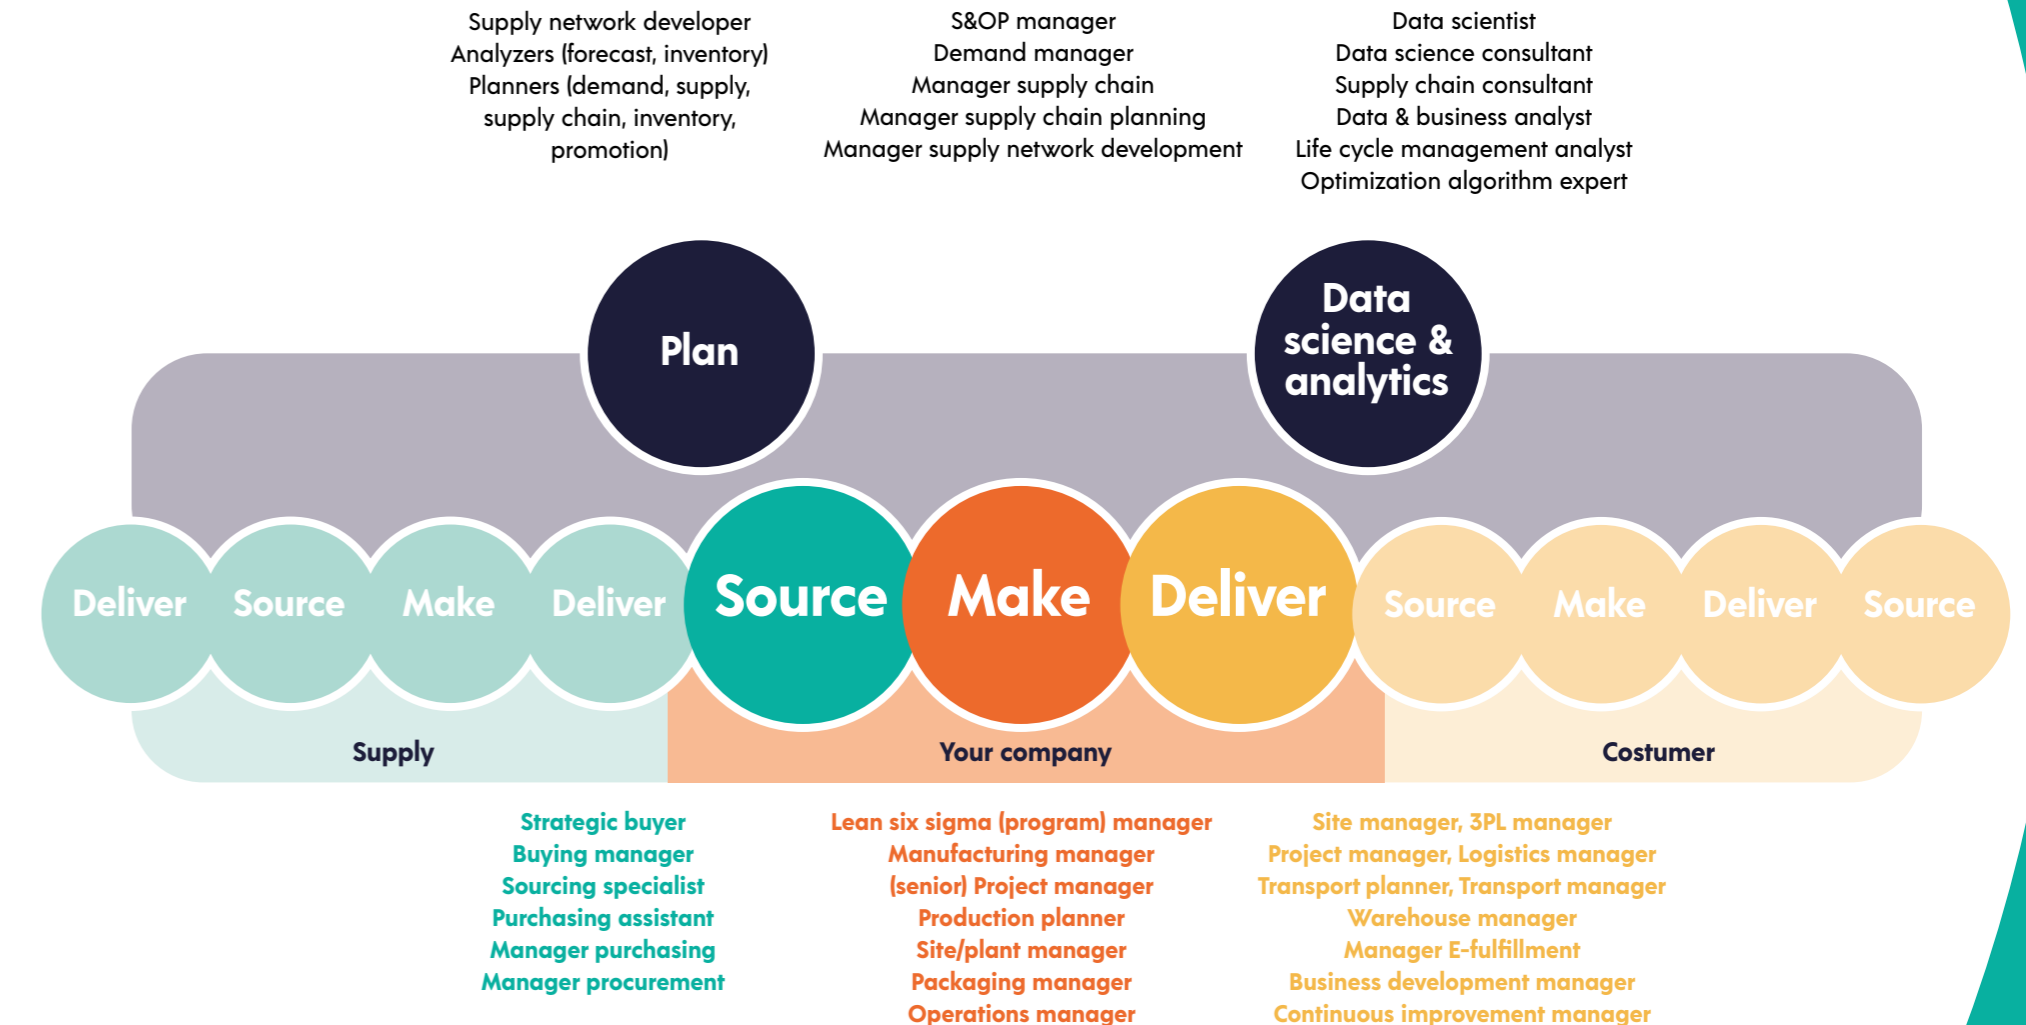 Supply network developer
Analyzers (forecast, inventory)
Planners (demand, supply,
supply chain, inventory,
promotion)
S&OP manager
Demand manager
Manager supply chain
Manager supply chain planning
Manager supply network development
Data scientist
Data science consultant
Supply chain consultant
Data & business analyst
Life cycle management analyst
Optimization algorithm expert
Plan
Data
science &
analytics
Deliver
Source
Make
Deliver
Source
Make
Deliver
Source
Make
Deliver
Source
Supply
Your company
Costumer
Strategic buyer
Buying manager
Sourcing specialist
Purchasing assistant
Manager purchasing
Manager procurement
Lean six sigma (program) manager
Manufacturing manager
(senior) Project manager
Production planner
Site/plant manager
Packaging manager
Operations manager
Site manager, 3PL manager
Project manager, Logistics manager
Transport planner, Transport manager
Warehouse manager
Manager E-fulfillment
Business development manager
Continuous improvement manager